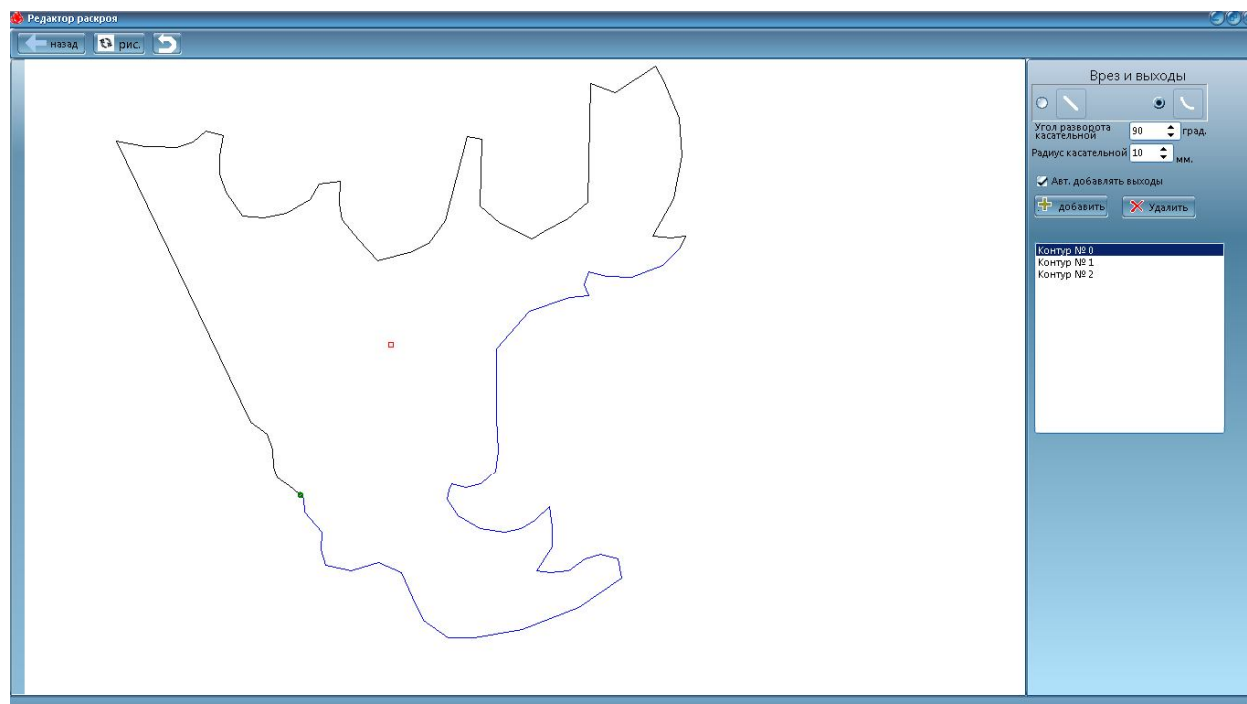 Редактор раскроя
назад
рис.
Врез и выходы
Угол разворота
касательной
90
град.
Радиус касательной
10
мм.
Авт. добавлять выходы
добавить
Удалить
Контур № 0
Контур № 1
Контур № 2